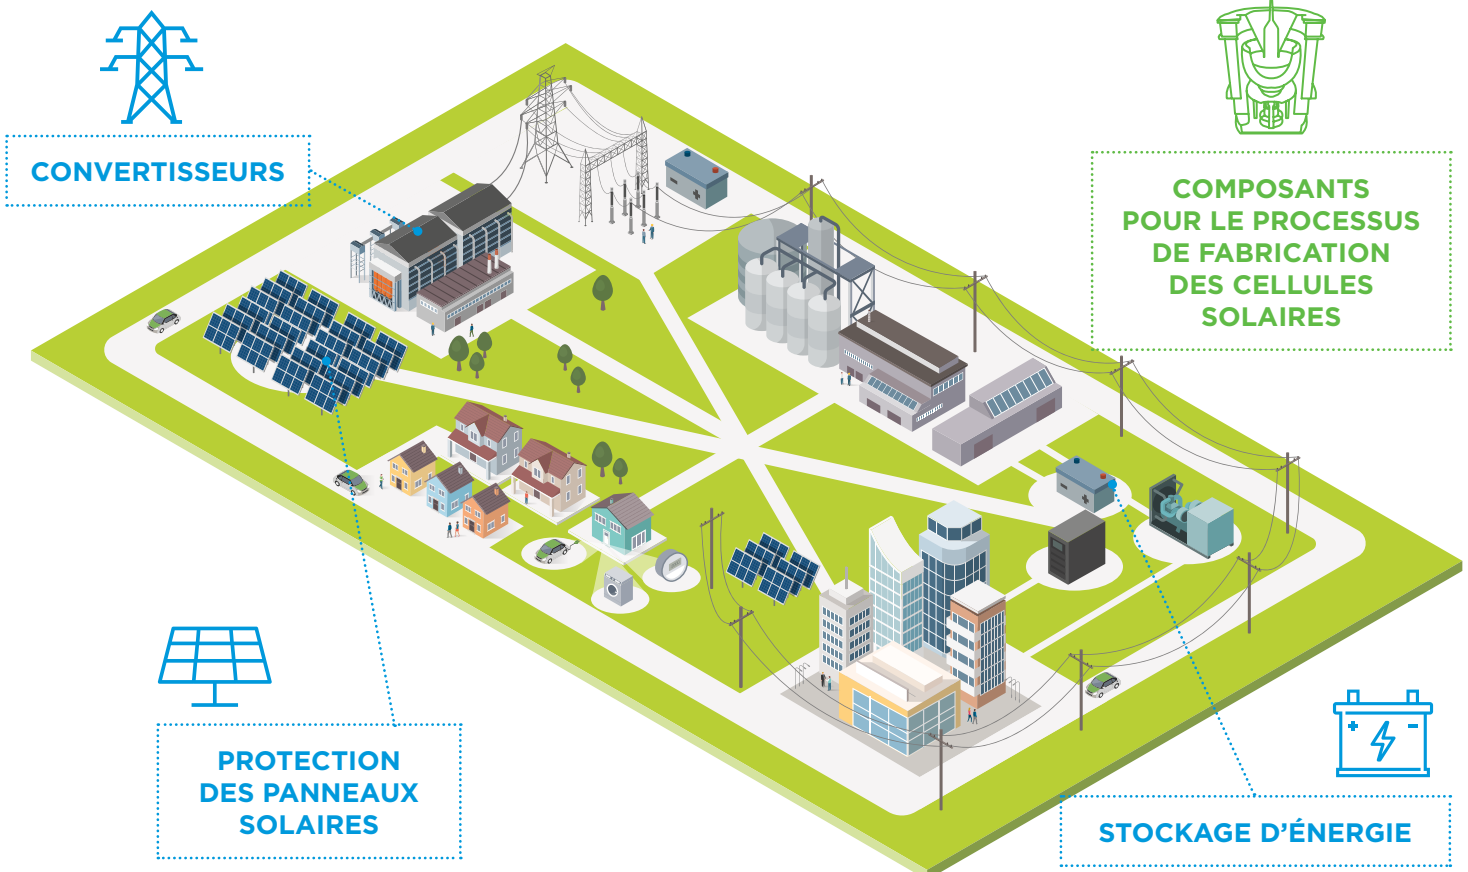 CONVERTISSEURS
COMPOSANTS
POUR LE PROCESSUS
DE FABRICATION
DES CELLULES
SOLAIRES
PROTECTION
DES PANNEAUX
SOLAIRES
STOCKAGE D’ÉNERGIE